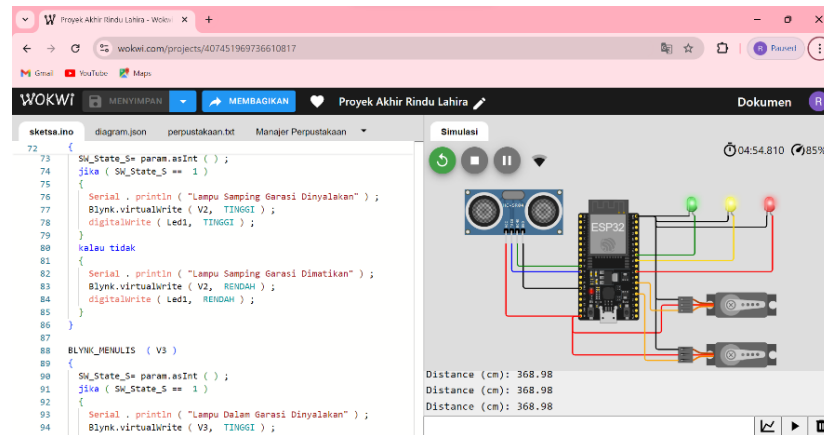 Proyek Akhir Rindu Lahira - Wokwi
wokwi.com/projects/407451969736610817
R Paused
Gmail YouTube Maps
WOKWI MENYIMPAN MEMBAGIKAN Proyek Akhir Rindu Lahira Dokumen R
sketsa.ino diagram.json perpustakaan.txt Manajer Perpustakaan
Simulasi
04:54.810 85%
72 {
73 SW_State_S= param.asInt ( ) ;
74 jika ( SW_State_S == 1 )
75 {
76 Serial . println ( "Lampu Samping Garasi Dinyalakan" ) ;
77 Blynk.virtualWrite ( V2, TINGGI ) ;
78 digitalWrite ( Led1, TINGGI ) ;
79 }
80 kalau tidak
81 {
82 Serial . println ( "Lampu Samping Garasi Dimatikan" ) ;
83 Blynk.virtualWrite ( V2, RENDAH ) ;
84 digitalWrite ( Led1, RENDAH ) ;
85 }
86 }
87
88 BLYNK_MENULIS ( V3 )
89 {
90 SW_State_S= param.asInt ( ) ;
91 jika ( SW_State_S == 1 )
92 {
93 Serial . println ( "Lampu Dalam Garasi Dinyalakan" ) ;
94 Blynk.virtualWrite ( V3, TINGGI ) ;
ESP32
Distance (cm): 368.98
Distance (cm): 368.98
Distance (cm): 368.98